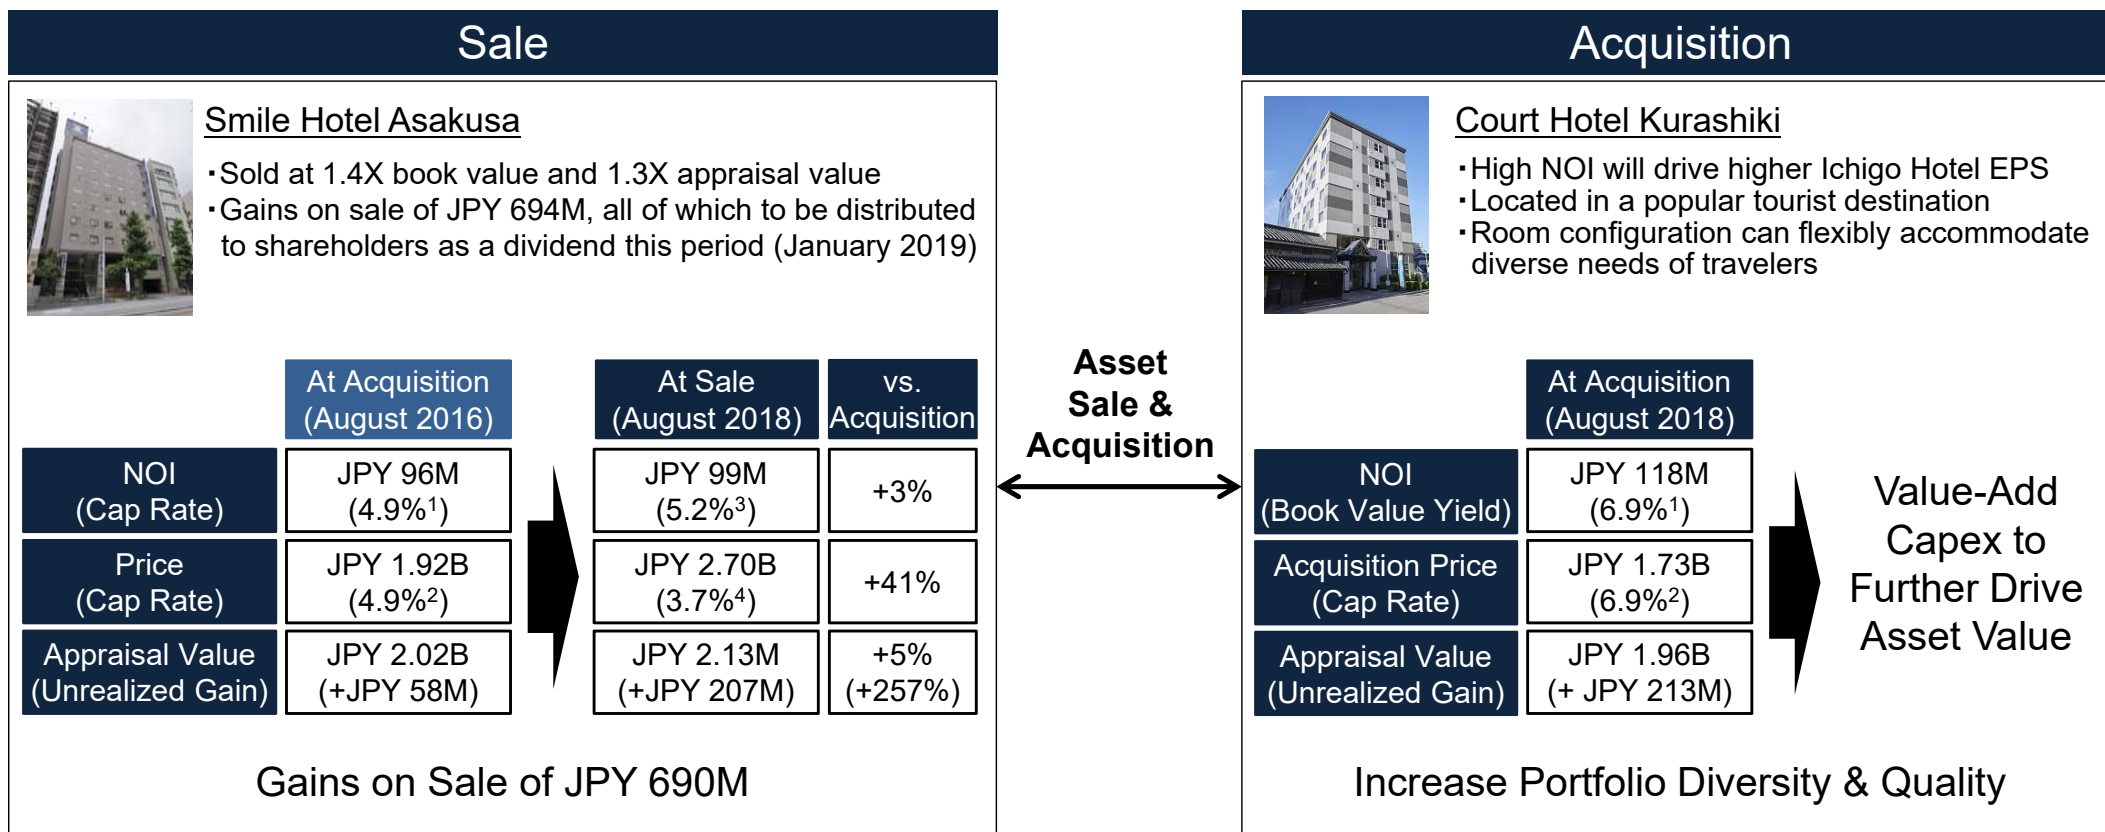 Sale
Smile Hotel Asakusa
・Sold at 1.4X book value and 1.3X appraisal value
・Gains on sale of JPY 694M, all of which to be distributed
to shareholders as a dividend this period (January 2019)
At Acquisition
(August 2016)
At Sale
(August 2018)
vs.
Acquisition
NOI
(Cap Rate)
JPY 96M
(4.9%¹)
JPY 99M
(5.2%³)
+3%
Price
(Cap Rate)
JPY 1.92B
(4.9%²)
JPY 2.70B
(3.7%⁴)
+41%
Appraisal Value
(Unrealized Gain)
JPY 2.02B
(+JPY 58M)
JPY 2.13M
(+JPY 207M)
+5%
(+257%)
Gains on Sale of JPY 690M
Asset
Sale &
Acquisition
Acquisition
Court Hotel Kurashiki
・High NOI will drive higher Ichigo Hotel EPS
・Located in a popular tourist destination
・Room configuration can flexibly accommodate
diverse needs of travelers
At Acquisition
(August 2018)
NOI
(Book Value Yield)
JPY 118M
(6.9%¹)
Acquisition Price
(Cap Rate)
JPY 1.73B
(6.9%²)
Appraisal Value
(Unrealized Gain)
JPY 1.96B
(+ JPY 213M)
Value-Add
Capex to
Further Drive
Asset Value
Increase Portfolio Diversity & Quality